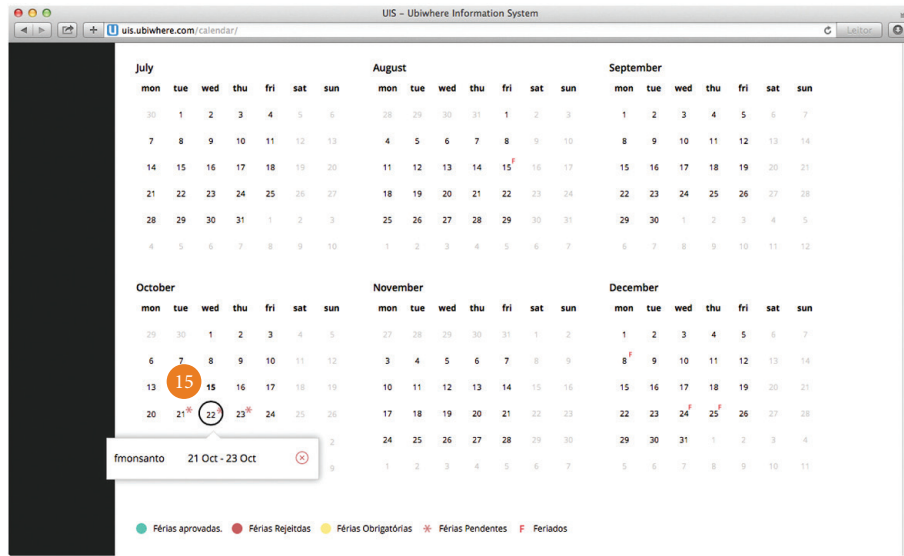 UIS – Ubiwhere Information System
uis.ubiwhere.com/calendar/
Leitor
July
mon tue wed thu fri sat sun
30 1 2 3 4 5 6
7 8 9 10 11 12 13
14 15 16 17 18 19 20
21 22 23 24 25 26 27
28 29 30 31 1 2 3
4 5 6 7 8 9 10
August
mon tue wed thu fri sat sun
28 29 30 31 1 2 3
4 5 6 7 8 9 10
11 12 13 14 15 F 16 17
18 19 20 21 22 23 24
25 26 27 28 29 30 31
1 2 3 4 5 6 7
September
mon tue wed thu fri sat sun
1 2 3 4 5 6 7
8 9 10 11 12 13 14
15 16 17 18 19 20 21
22 23 24 25 26 27 28
29 30 1 2 3 4 5
6 7 8 9 10 11 12
October
mon tue wed thu fri sat sun
29 30 1 2 3 4 5
6 7 8 9 10 11 12
13 15 15 16 17 18 19
20 21* 22* 23* 24 25 26
2
9
fmonsanto 21 Oct - 23 Oct
November
mon tue wed thu fri sat sun
27 28 29 30 31 1 2
3 4 5 6 7 8 9
10 11 12 13 14 15 16
17 18 19 20 21 22 23
24 25 26 27 28 29 30
1 2 3 4 5 6 7
December
mon tue wed thu fri sat sun
1 2 3 4 5 6 7
8 F 9 10 11 12 13 14
15 16 17 18 19 20 21
22 23 24 F 25 F 26 27 28
29 30 31 1 2 3 4
5 6 7 8 9 10 11
Férias aprovadas. Férias Rejeitdas Férias Obrigatórias * Férias Pendentes F Feriados